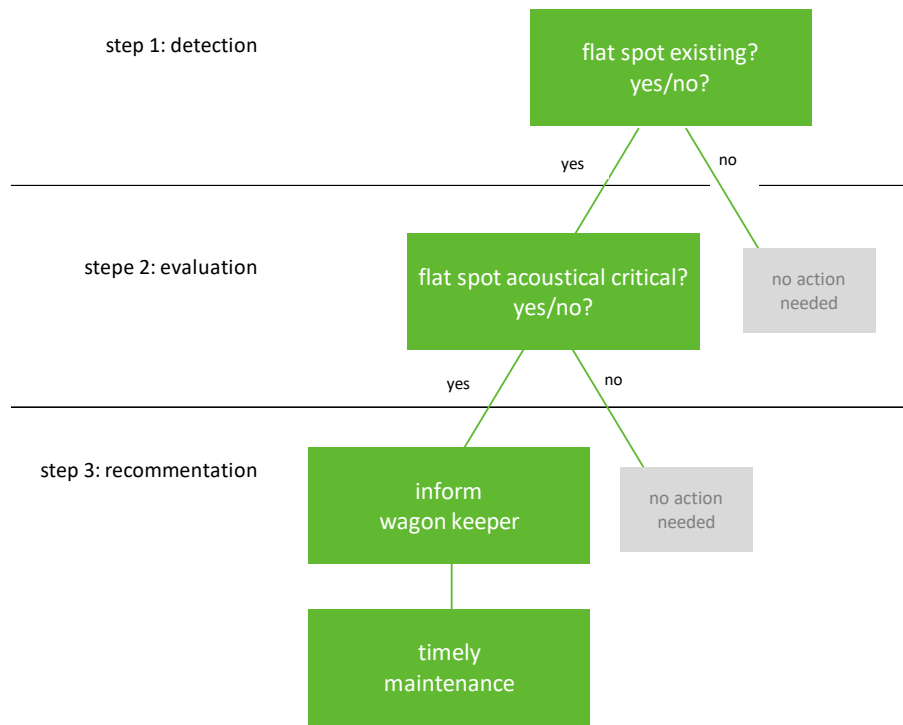 step 1: detection
flat spot existing?
yes/no?
yes
no
stepe 2: evaluation
flat spot acoustical critical?
yes/no?
no action
needed
yes
no
step 3: recommentation
inform
wagon keeper
no action
needed
timely
maintenance